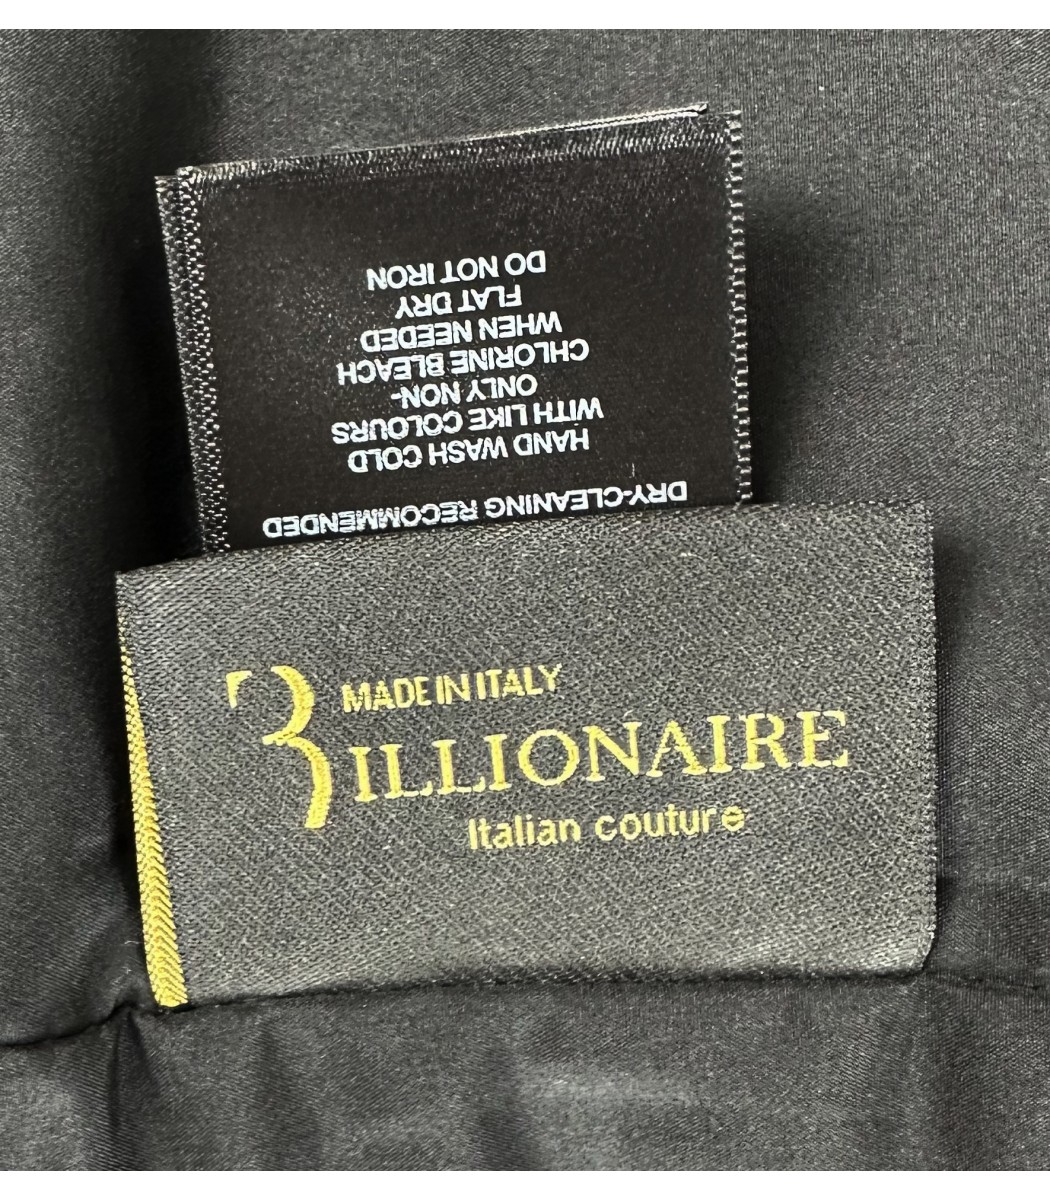 DRY-CLEANING RECOMMENDED
HAND WASH COLD
WITH LIKE COLOURS
ONLY NON-
CHLORINE BLEACH
WHEN NEEDED
FLAT DRY
DO NOT IRON
MADE IN ITALY
BILLIONAIRE
Italian couture